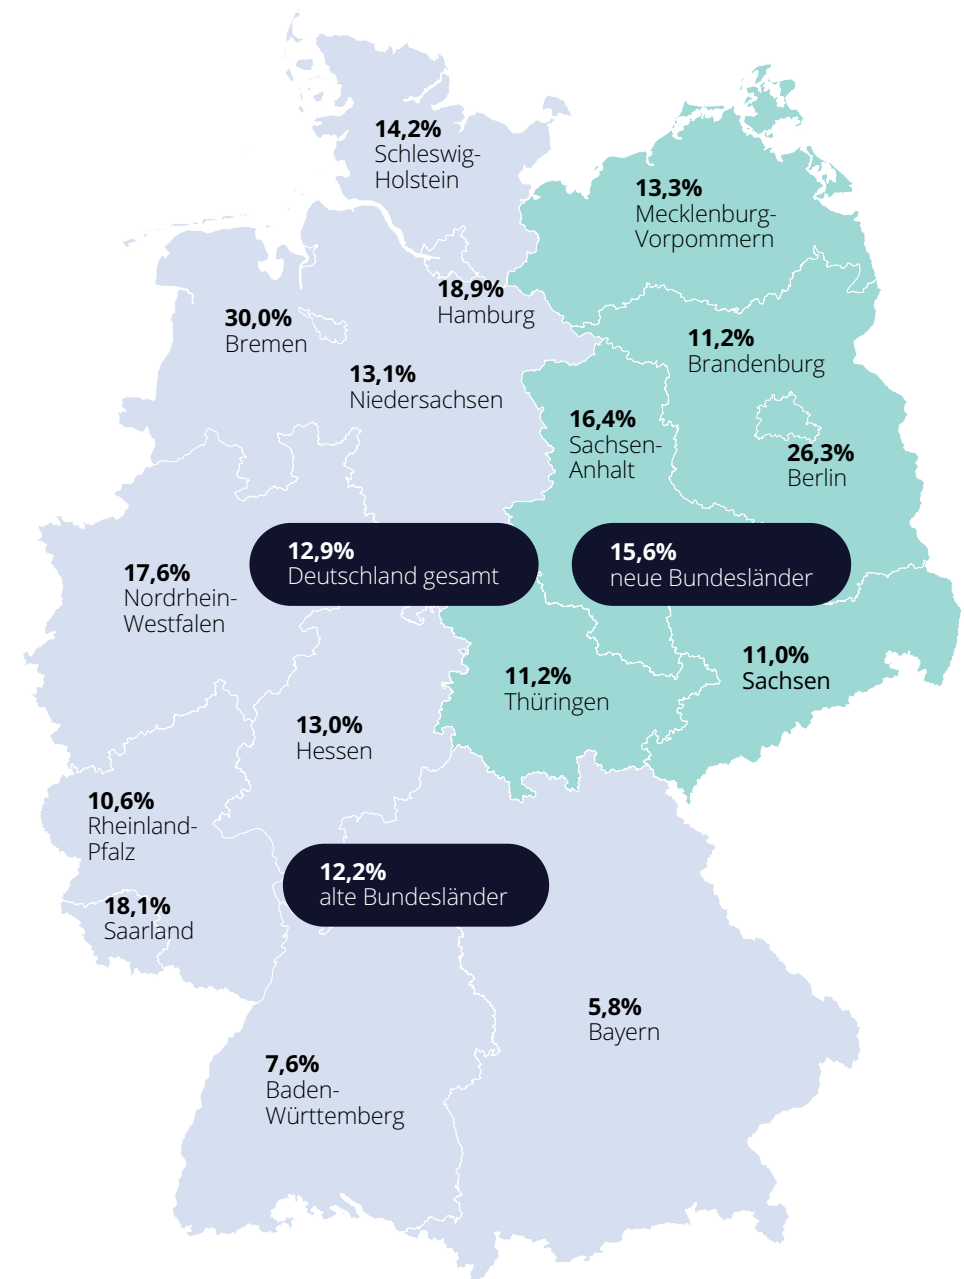 14,2%
Schleswig-
Holstein
13,3%
Mecklenburg-
Vorpommern
18,9%
Hamburg
30,0%
Bremen
11,2%
Brandenburg
13,1%
Niedersachsen
16,4%
Sachsen-
Anhalt
26,3%
Berlin
12,9%
Deutschland gesamt
15,6%
neue Bundesländer
17,6%
Nordrhein-
Westfalen
11,0%
Sachsen
11,2%
Thüringen
13,0%
Hessen
10,6%
Rheinland-
Pfalz
12,2%
alte Bundesländer
18,1%
Saarland
5,8%
Bayern
7,6%
Baden-
Württemberg